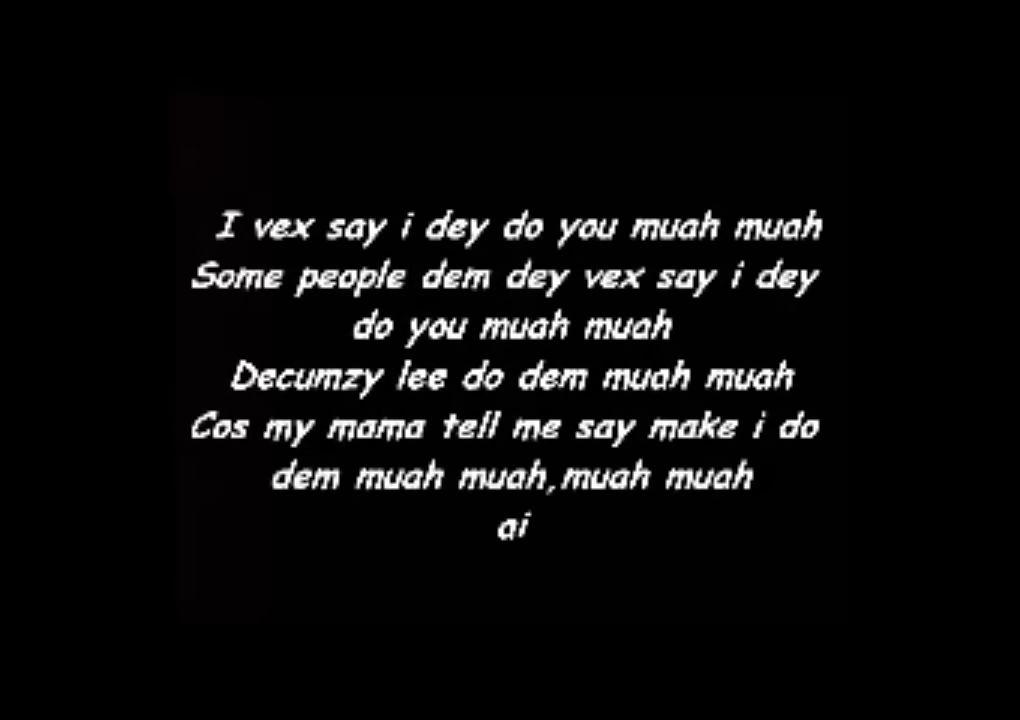 I vex say i dey do you muah muah
Some people dem dey vex say i dey
do you muah muah
Decumzy lee do dem muah muah
Cos my mama tell me say make i do
dem muah muah,muah muah
ai